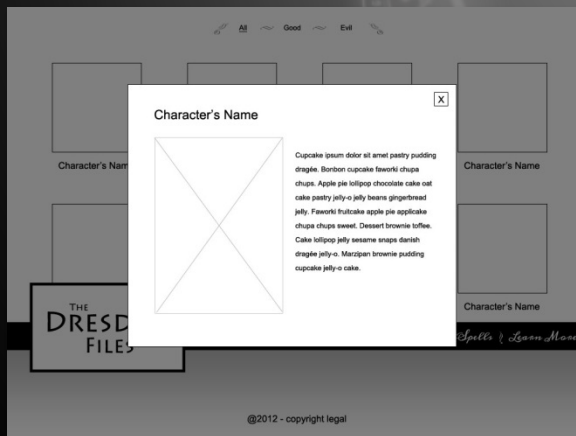 All Good Evil
X
Character's Name
Cupcake ipsum dolor sit amet pastry pudding
dragée. Bonbon cupcake faworki chupa
chups. Apple pie lollipop chocolate cake oat
cake pastry jelly-o jelly beans gingerbread
jelly. Faworki fruitcake apple pie applicake
chupa chups sweet. Dessert brownie toffee.
Cake lollipop jelly sesame snaps danish
dragée jelly-o. Marzipan brownie pudding
cupcake jelly-o cake.
Character's Nam
Character's Name
Character's Name
THE
DRESD
FILES
Spells Learn More
@2012 - copyright legal